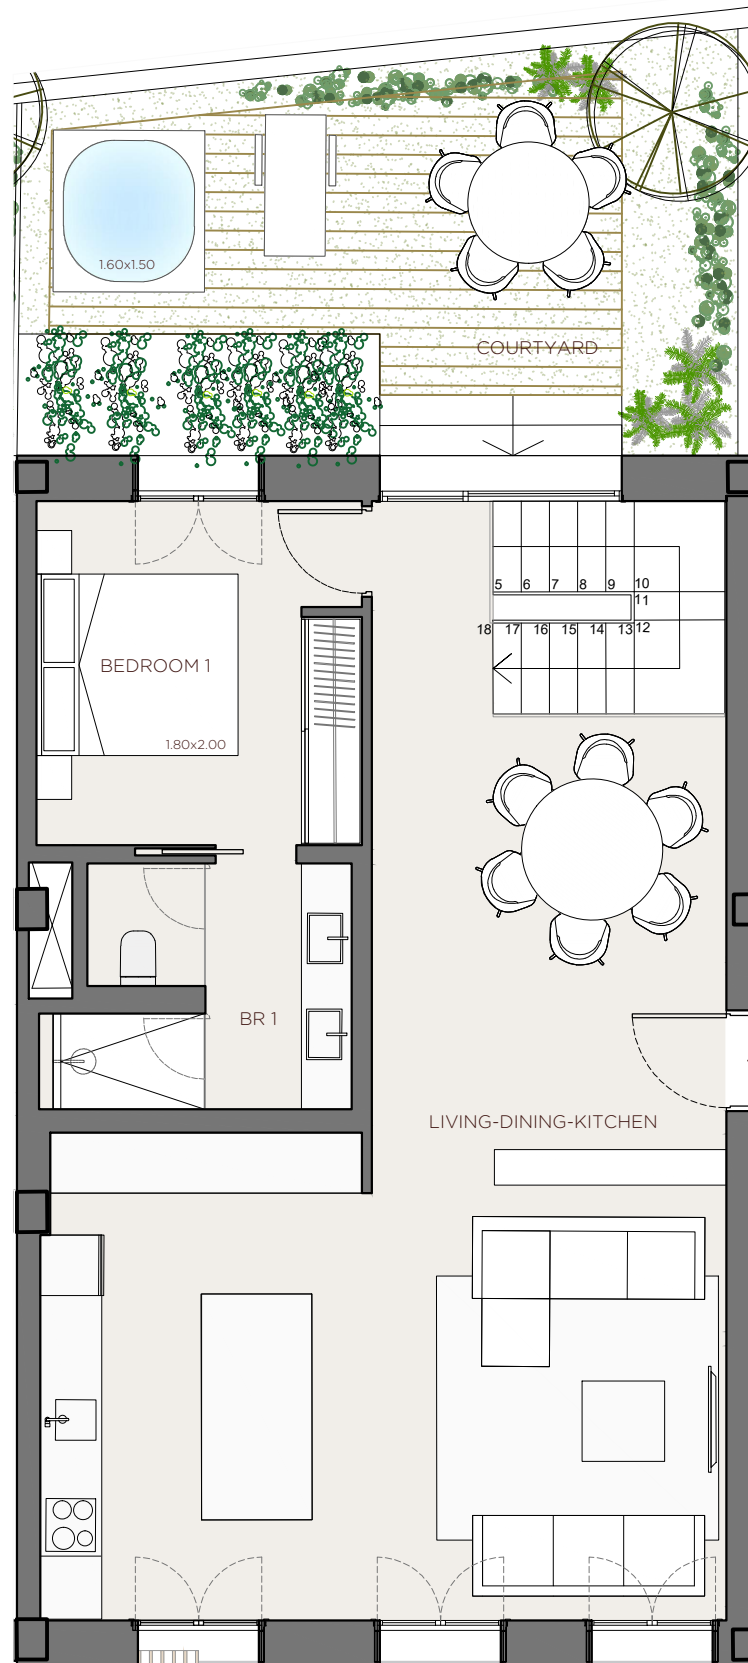 1.60x1.50
COURTYARD
5 6 7 8 9 10
11
18 17 16 15 14 13 12
BEDROOM 1
1.80x2.00
BR 1
LIVING-DINING-KITCHEN